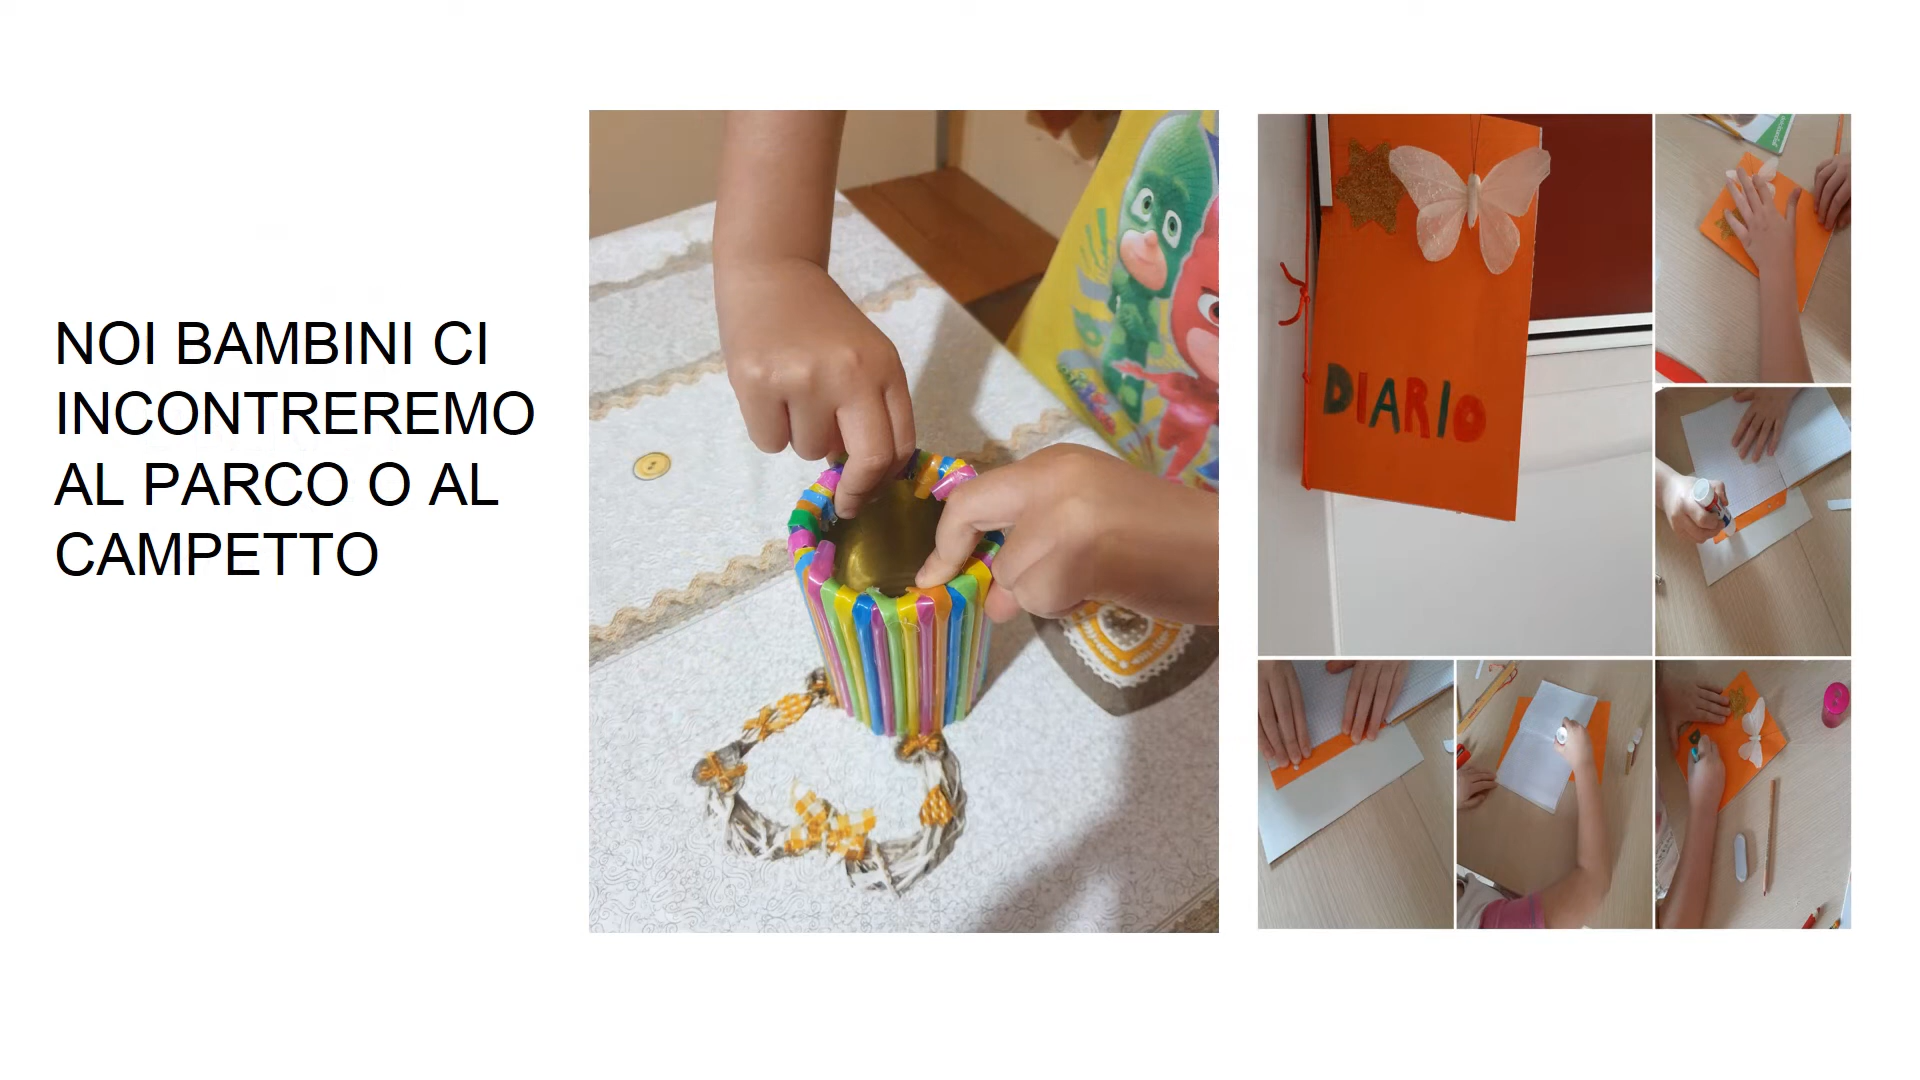 NOI BAMBINI CI
INCONTREREMO
AL PARCO O AL
CAMPETTO
DIARIO